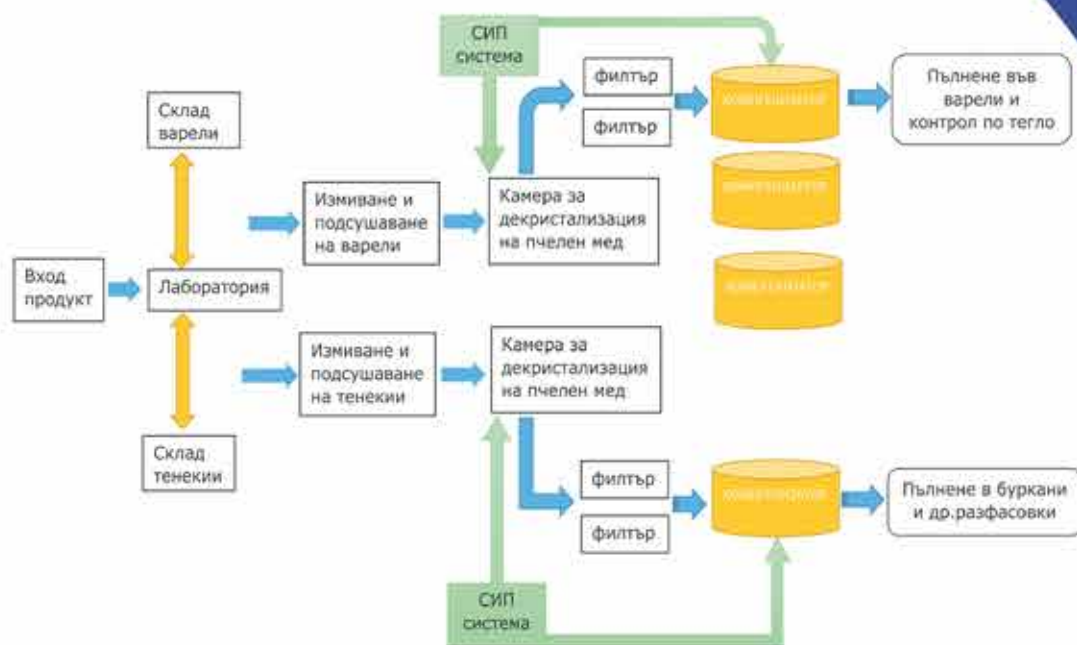 СИП
система
филтър
филтър
Пълнене във
варели и
контрол по тегло
Склад
варели
Измиване и
подсушаване
на варели
Камера за
декристализация
на пчелен мед
Вход
продукт
Лаборатория
Измиване и
подсушаване
на тенекии
Камера за
декристализация
на пчелен мед
Склад
тенекии
филтър
филтър
Пълнене в буркани
и др.разфасовки
СИП
система